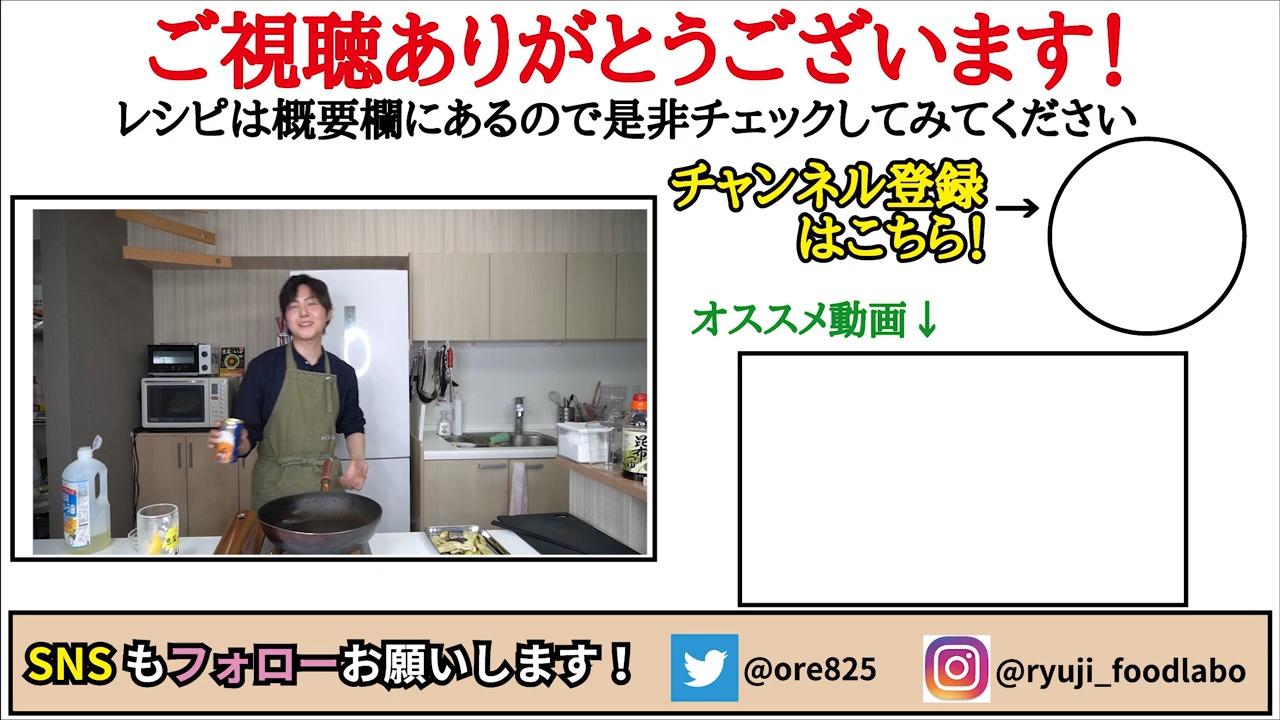 ご視聴ありがとうございます!
レシピは概要欄にあるので是非チェックしてみてください
チャンネル登録
はこちら!
→
オススメ動画↓
SNSもフォローお願いします!
@ore825
@ryuji_foodlabo